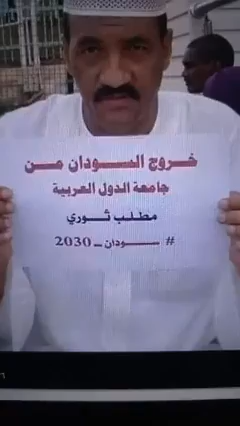 خروج السودان من
جامعة الدول العربية
مطلب ثوري
# سودان_2030